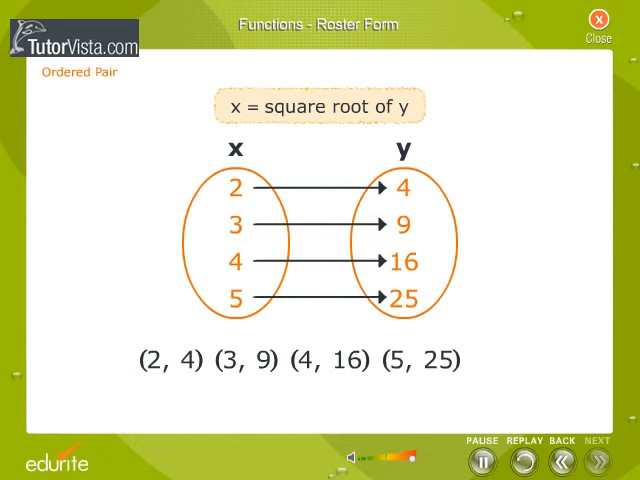 Functions - Roster Form
x
Close
TutorVista.com
Ordered Pair
x = square root of y
x y
2 4
3 9
4 16
5 25
(2, 4) (3, 9) (4, 16) (5, 25)
PAUSE REPLAY BACK NEXT
edurite